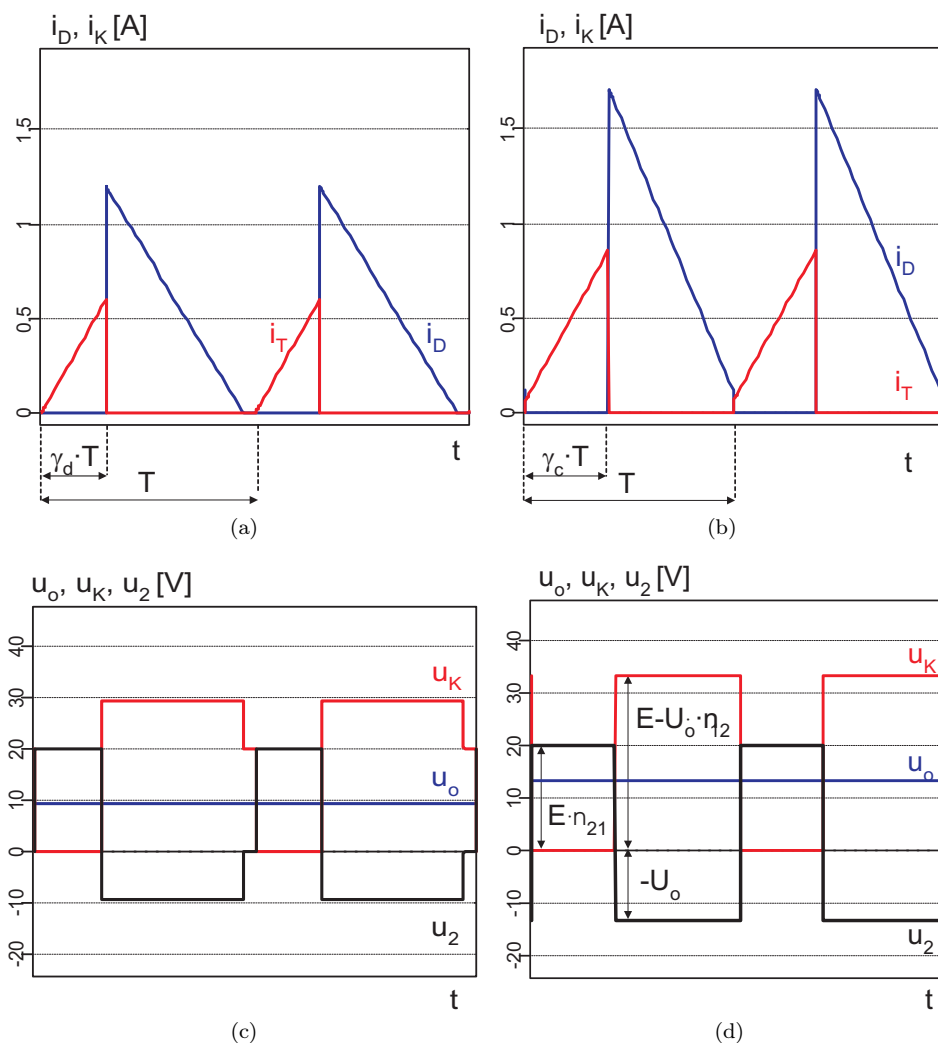 i_D, i_K [A]
1,5
1
0,5
0
i_T
i_D
t
γ_d·T
T
(a)
i_D, i_K [A]
1,5
1
0,5
0
i_D
i_T
t
γ_c·T
T
(b)
u_o, u_K, u_2 [V]
40
30
20
10
0
-10
-20
u_K
u_o
u_2
t
(c)
u_o, u_K, u_2 [V]
40
30
20
10
0
-10
-20
u_K
E-U_o·η_2
u_o
E·n_21
-U_o
u_2
t
(d)